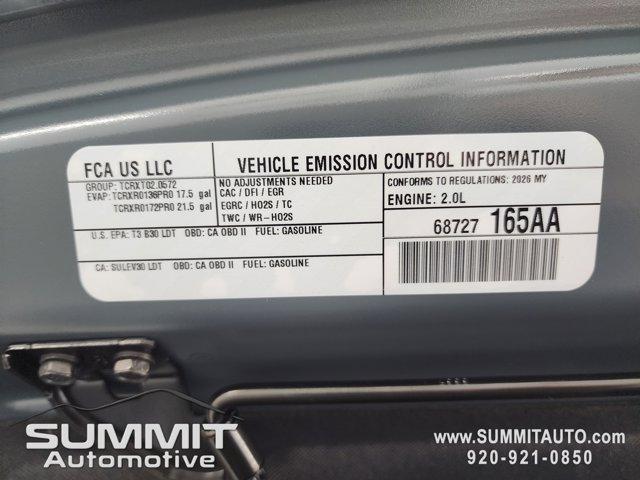 FCA US LLC
GROUP: TCRXT02.0572
EVAP: TCRXR0136PR0 17.5 gal
TCRXR0172PR0 21.5 gal
U.S. EPA: T3 B30 LDT OBD: CA OBD II FUEL: GASOLINE
CA: SULEV30 LDT OBD: CA OBD II FUEL: GASOLINE
VEHICLE EMISSION CONTROL INFORMATION
NO ADJUSTMENTS NEEDED
CAC / DFI / EGR
EGRC / HO2S / TC
TWC / WR-HO2S
CONFORMS TO REGULATIONS: 2026 MY
ENGINE: 2.0L
68727 165AA
SUMMIT
Automotive
WWW.SUMMITAUTO.COM
920-921-0850